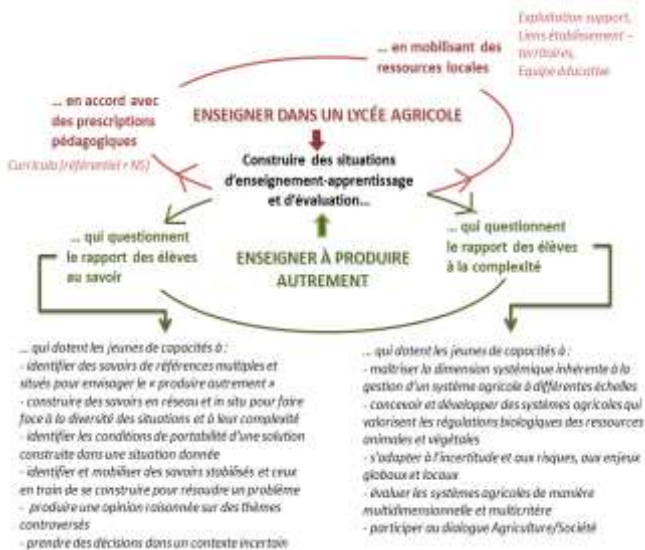 Exploitation support,
Liens établissement –
territoires,
Equipe éducative
... en mobilisant des
ressources locales
... en accord avec
des prescriptions
pédagogiques
Curricula (référentiel + NS)
ENSEIGNER DANS UN LYCÉE AGRICOLE
Construire des situations
d'enseignement-apprentissage
et d'évaluation...
... qui questionnent
le rapport des élèves
au savoir
ENSEIGNER À PRODUIRE
AUTREMENT
... qui questionnent
le rapport des élèves
à la complexité
... qui dotent les jeunes de capacités à :
- identifier des savoirs de références multiples et
situés pour envisager le « produire autrement »
- construire des savoirs en réseau et in situ pour faire
face à la diversité des situations et à leur complexité
- identifier les conditions de portabilité d'une solution
construite dans une situation donnée
- identifier et mobiliser des savoirs stabilisés et ceux
en train de se construire pour résoudre un problème
- produire une opinion raisonnée sur des thèmes
controversés
- prendre des décisions dans un contexte incertain
... qui dotent les jeunes de capacités à :
- maîtriser la dimension systémique inhérente à la
gestion d'un système agricole à différentes échelles
- concevoir et développer des systèmes agricoles qui
valorisent les régulations biologiques des ressources
animales et végétales
- s'adapter à l'incertitude et aux risques, aux enjeux
globaux et locaux
- évaluer les systèmes agricoles de manière
multidimensionnelle et multicritère
- participer au dialogue Agriculture/Société